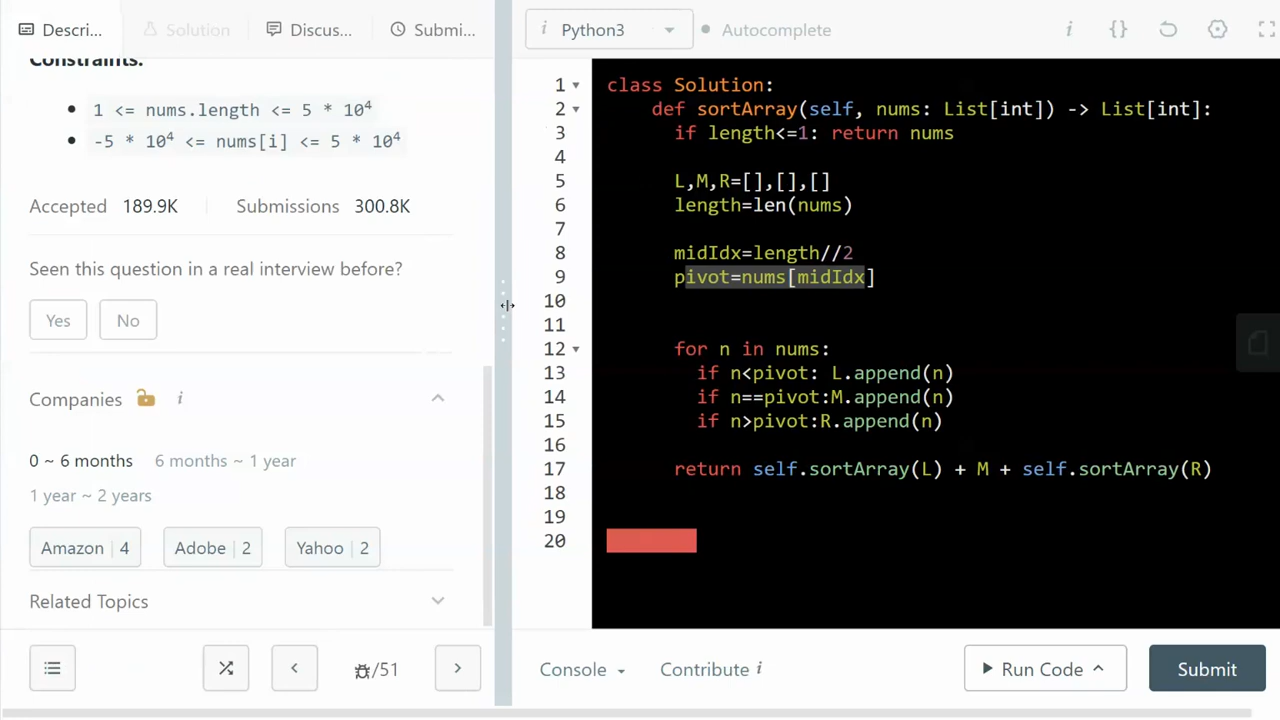 Descri...
Solution
Discus...
Submi...
Python3
Autocomplete
Constraints:
1 <= nums.length <= 5 * 10⁴
-5 * 10⁴ <= nums[i] <= 5 * 10⁴
Accepted 189.9K Submissions 300.8K
Seen this question in a real interview before?
Yes No
Companies
0 ~ 6 months 6 months ~ 1 year
1 year ~ 2 years
Amazon 4 Adobe 2 Yahoo 2
Related Topics
/51
1 class Solution:
2 def sortArray(self, nums: List[int]) -> List[int]:
3 if length<=1: return nums
4
5 L,M,R=[],[],[]
6 length=len(nums)
7
8 midIdx=length//2
9 pivot=nums[midIdx]
10
11
12 for n in nums:
13 if n<pivot: L.append(n)
14 if n==pivot:M.append(n)
15 if n>pivot:R.append(n)
16
17 return self.sortArray(L) + M + self.sortArray(R)
18
19
20
Console Contribute i Run Code Submit